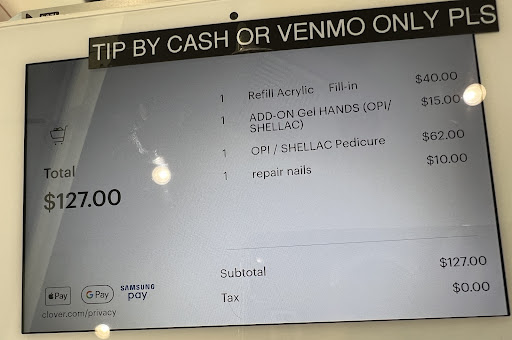 TIP BY CASH OR VENMO ONLY PLS
1 Refill Acrylic Fill-in $40.00
1 ADD-ON Gel HANDS (OPI/ $15.00
SHELLAC)
1 OPI / SHELLAC Pedicure $62.00
1 repair nails $10.00
Total
$127.00
Subtotal $127.00
Tax $0.00
Pay
G Pay
SAMSUNG
pay
clover.com/privacy